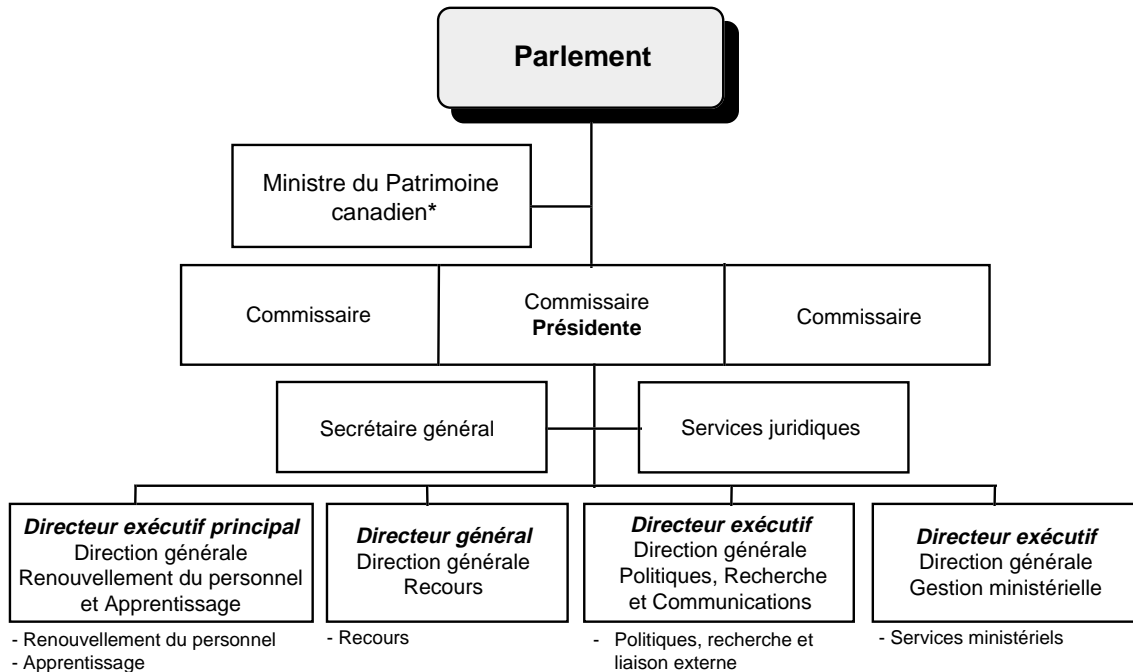 Parlement
Ministre du Patrimoine
canadien*
Commissaire
Commissaire
Présidente
Commissaire
Secrétaire général
Services juridiques
Directeur exécutif principal
Direction générale
Renouvellement du personnel
et Apprentissage
Directeur général
Direction générale
Recours
Directeur exécutif
Direction générale
Politiques, Recherche
et Communications
Directeur exécutif
Direction générale
Gestion ministérielle
- Renouvellement du personnel
- Apprentissage
- Recours
- Politiques, recherche et
liaison externe
- Services ministériels